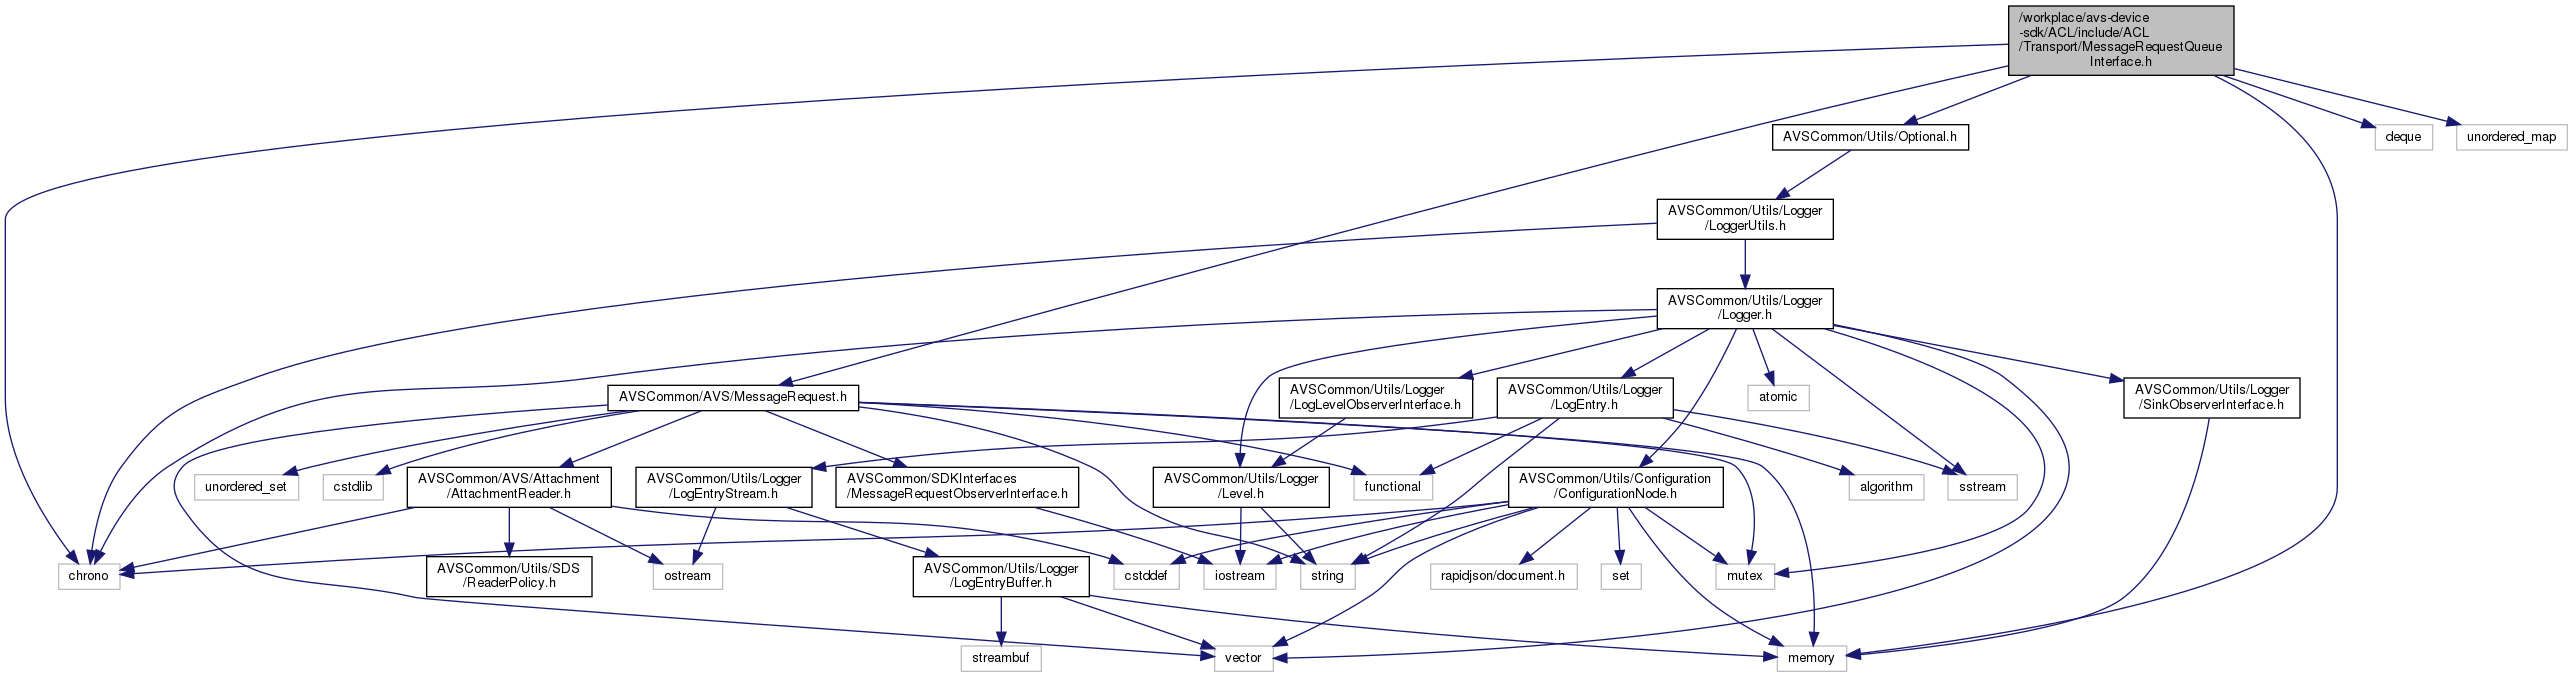 /workplace/avs-device
-sdk/ACL/include/ACL
/Transport/MessageRequestQueue
Interface.h
AVSCommon/Utils/Optional.h
deque
unordered_map
AVSCommon/Utils/Logger
/LoggerUtils.h
AVSCommon/Utils/Logger
/Logger.h
AVSCommon/AVS/MessageRequest.h
AVSCommon/Utils/Logger
/LogLevelObserverInterface.h
AVSCommon/Utils/Logger
/LogEntry.h
atomic
AVSCommon/Utils/Logger
/SinkObserverInterface.h
unordered_set
cstdlib
AVSCommon/AVS/Attachment
/AttachmentReader.h
AVSCommon/Utils/Logger
/LogEntryStream.h
AVSCommon/SDKInterfaces
/MessageRequestObserverInterface.h
AVSCommon/Utils/Logger
/Level.h
functional
AVSCommon/Utils/Configuration
/ConfigurationNode.h
algorithm
sstream
chrono
AVSCommon/Utils/SDS
/ReaderPolicy.h
ostream
AVSCommon/Utils/Logger
/LogEntryBuffer.h
cstddef
iostream
string
rapidjson/document.h
set
mutex
streambuf
vector
memory